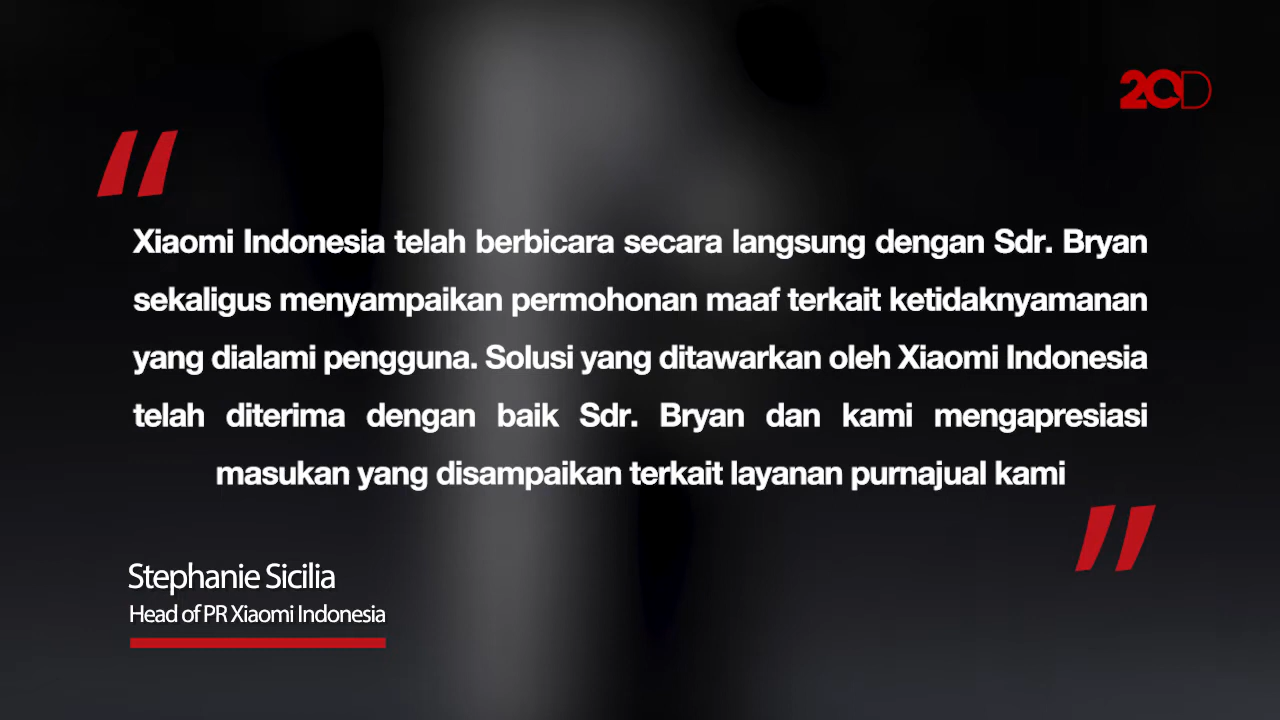 20D
"
Xiaomi Indonesia telah berbicara secara langsung dengan Sdr. Bryan
sekaligus menyampaikan permohonan maaf terkait ketidaknyamanan
yang dialami pengguna. Solusi yang ditawarkan oleh Xiaomi Indonesia
telah diterima dengan baik Sdr. Bryan dan kami mengapresiasi
masukan yang disampaikan terkait layanan purnajual kami
"
Stephanie Sicilia
Head of PR Xiaomi Indonesia